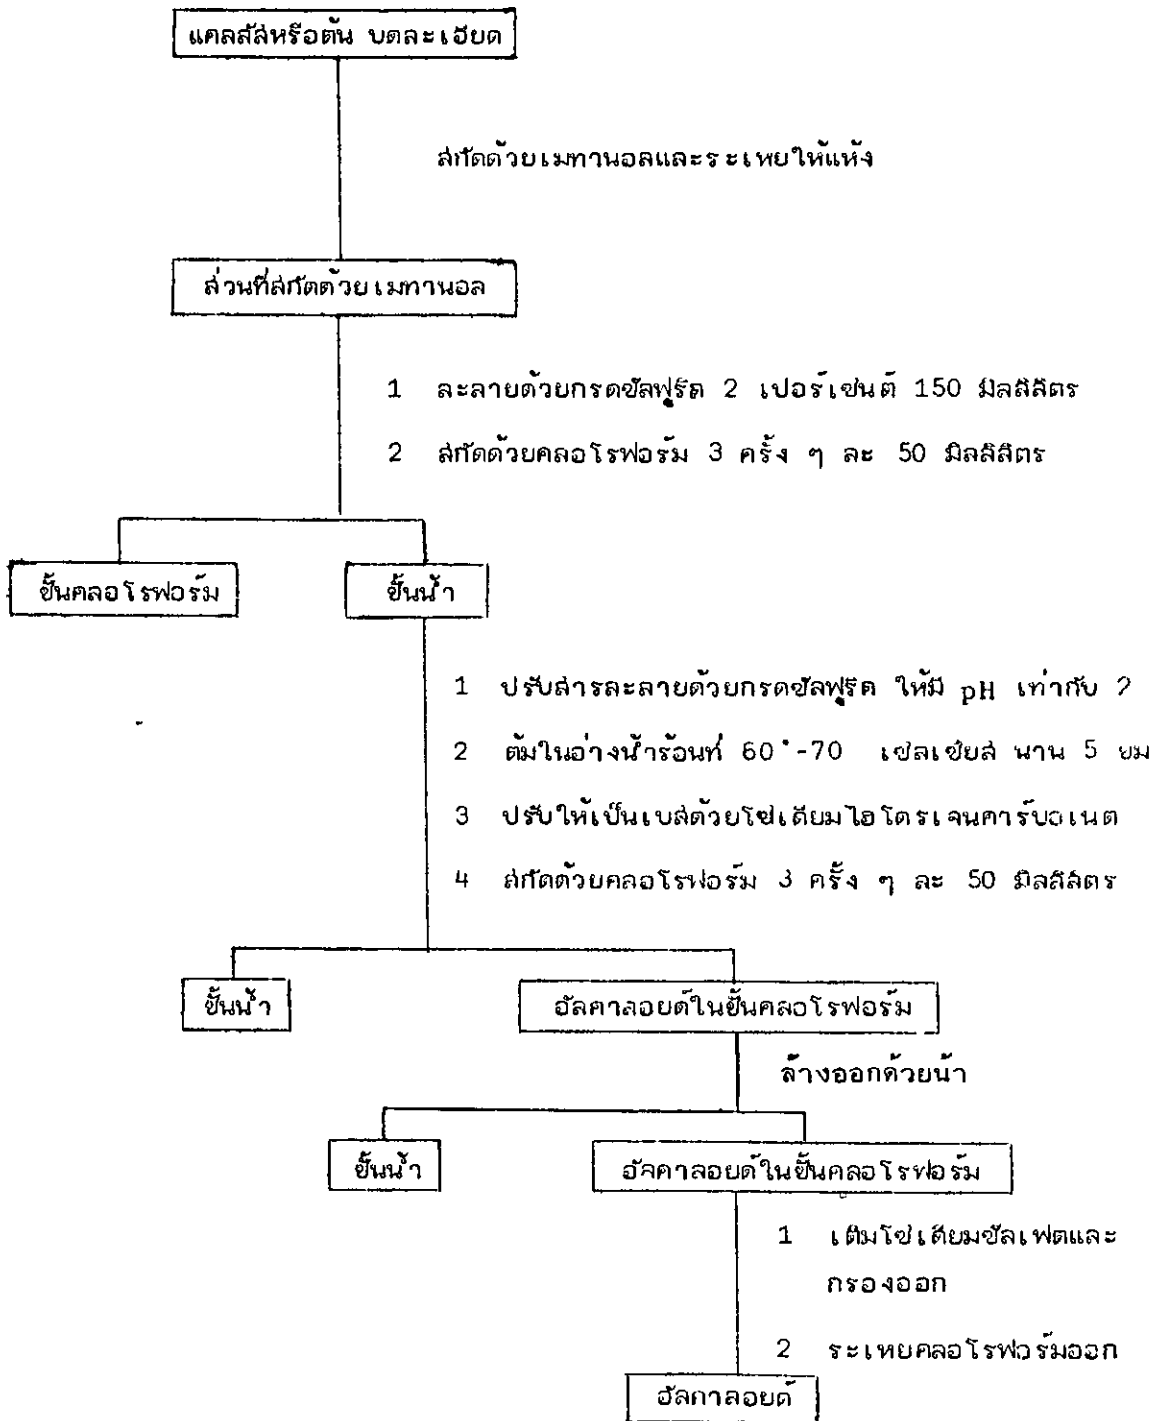 แคลลัสหรือต้น บดละเอียด
สกัดด้วยเมทานอลและระเหยให้แห้ง
ส่วนที่สกัดด้วยเมทานอล
1 ละลายด้วยกรดซัลฟูริค 2 เปอร์เซนต์ 150 มิลลิลิตร
2 สกัดด้วยคลอโรฟอร์ม 3 ครั้ง ๆ ละ 50 มิลลิลิตร
ชั้นคลอโรฟอร์ม ชั้นน้ำ
1 ปรับสารละลายด้วยกรดซัลฟูริค ให้มี pH เท่ากับ 2
2 ต้มในอ่างน้ำร้อนที่ 60°-70 เซลเซียส นาน 5 ชม
3 ปรับให้เป็นเบสด้วยโซเดียมไฮโดรเจนคาร์บอเนต
4 สกัดด้วยคลอโรฟอร์ม 3 ครั้ง ๆ ละ 50 มิลลิลิตร
ชั้นน้ำ อัลคาลอยด์ในชั้นคลอโรฟอร์ม
ล้างออกด้วยน้ำ
ชั้นน้ำ อัลคาลอยด์ในชั้นคลอโรฟอร์ม
1 เติมโซเดียมซัลเฟตและ
กรองออก
2 ระเหยคลอโรฟอร์มออก
อัลกาลอยด์